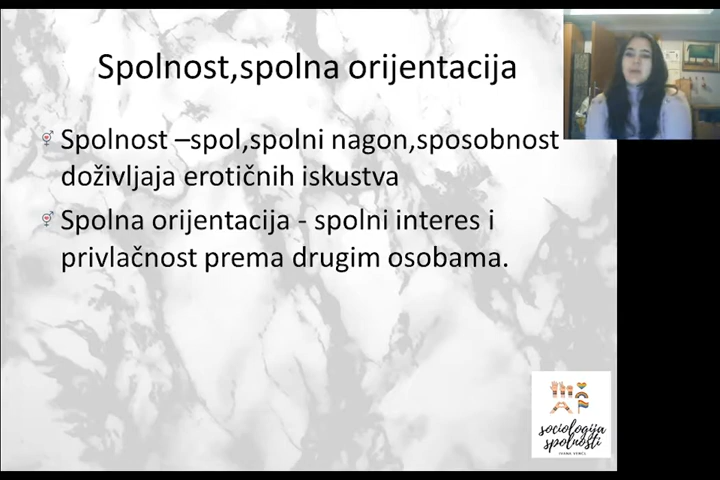 Spolnost,spolna orijentacija
Spolnost –spol,spolni nagon,sposobnost
doživljaja erotičnih iskustva
Spolna orijentacija - spolni interes i
privlačnost prema drugim osobama.
sociologija
spolnosti